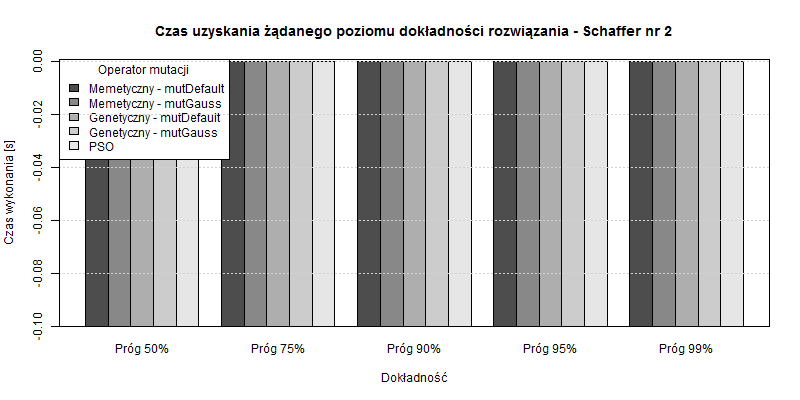 Czas uzyskania żądanego poziomu dokładności rozwiązania - Schaffer nr 2
Operator mutacji
Memetyczny - mutDefault
Memetyczny - mutGauss
Genetyczny - mutDefault
Genetyczny - mutGauss
PSO
Czas wykonania [s]
0.00
-0.02
-0.04
-0.06
-0.08
-0.10
Próg 50% Próg 75% Próg 90% Próg 95% Próg 99%
Dokładność